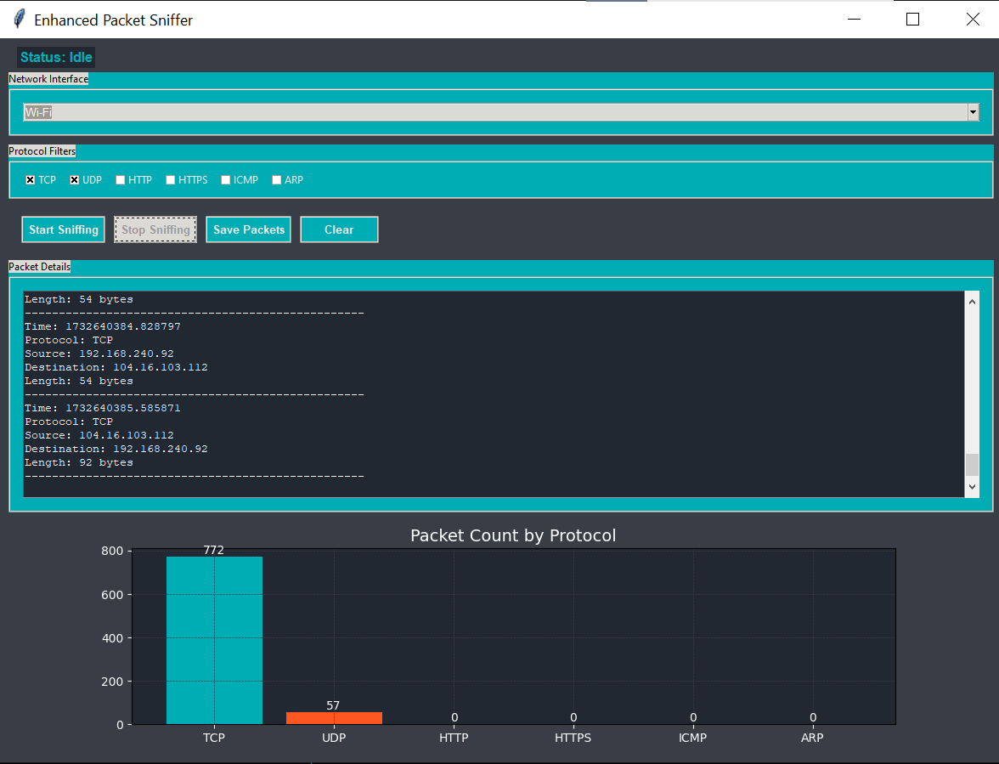 Enhanced Packet Sniffer
Status: Idle
Network Interface
Wi-Fi
Protocol Filters
TCP UDP HTTP HTTPS ICMP ARP
Start Sniffing Stop Sniffing Save Packets Clear
Packet Details
Length: 54 bytes
--------------------------------------------------
Time: 1732640384.828797
Protocol: TCP
Source: 192.168.240.92
Destination: 104.16.103.112
Length: 54 bytes
--------------------------------------------------
Time: 1732640385.585871
Protocol: TCP
Source: 104.16.103.112
Destination: 192.168.240.92
Length: 92 bytes
--------------------------------------------------
Packet Count by Protocol
800
600
400
200
0
772 57 0 0 0 0
TCP UDP HTTP HTTPS ICMP ARP